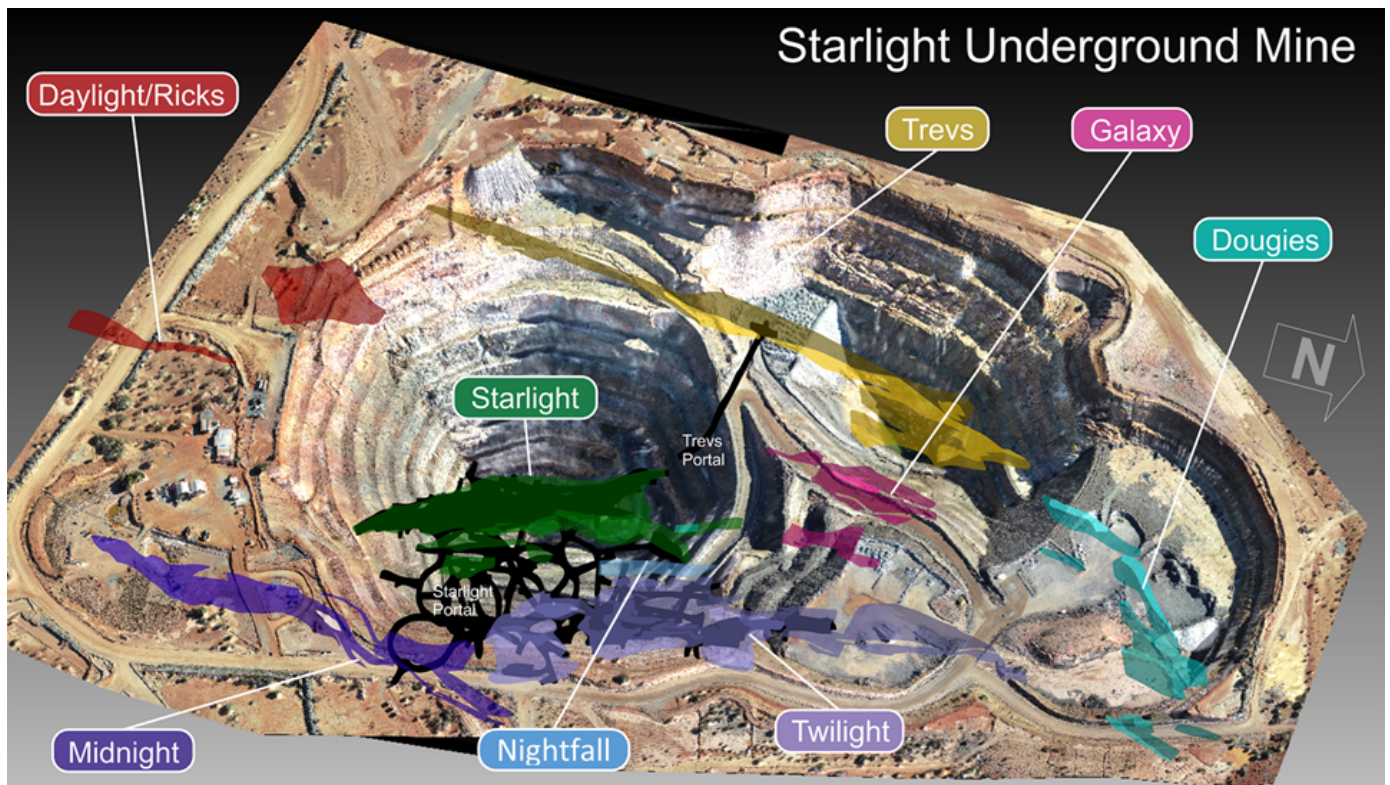 Starlight Underground Mine
Daylight/Ricks
Trevs
Galaxy
Dougies
N
Starlight
Trevs
Portal
Starlight
Portal
Midnight
Nightfall
Twilight